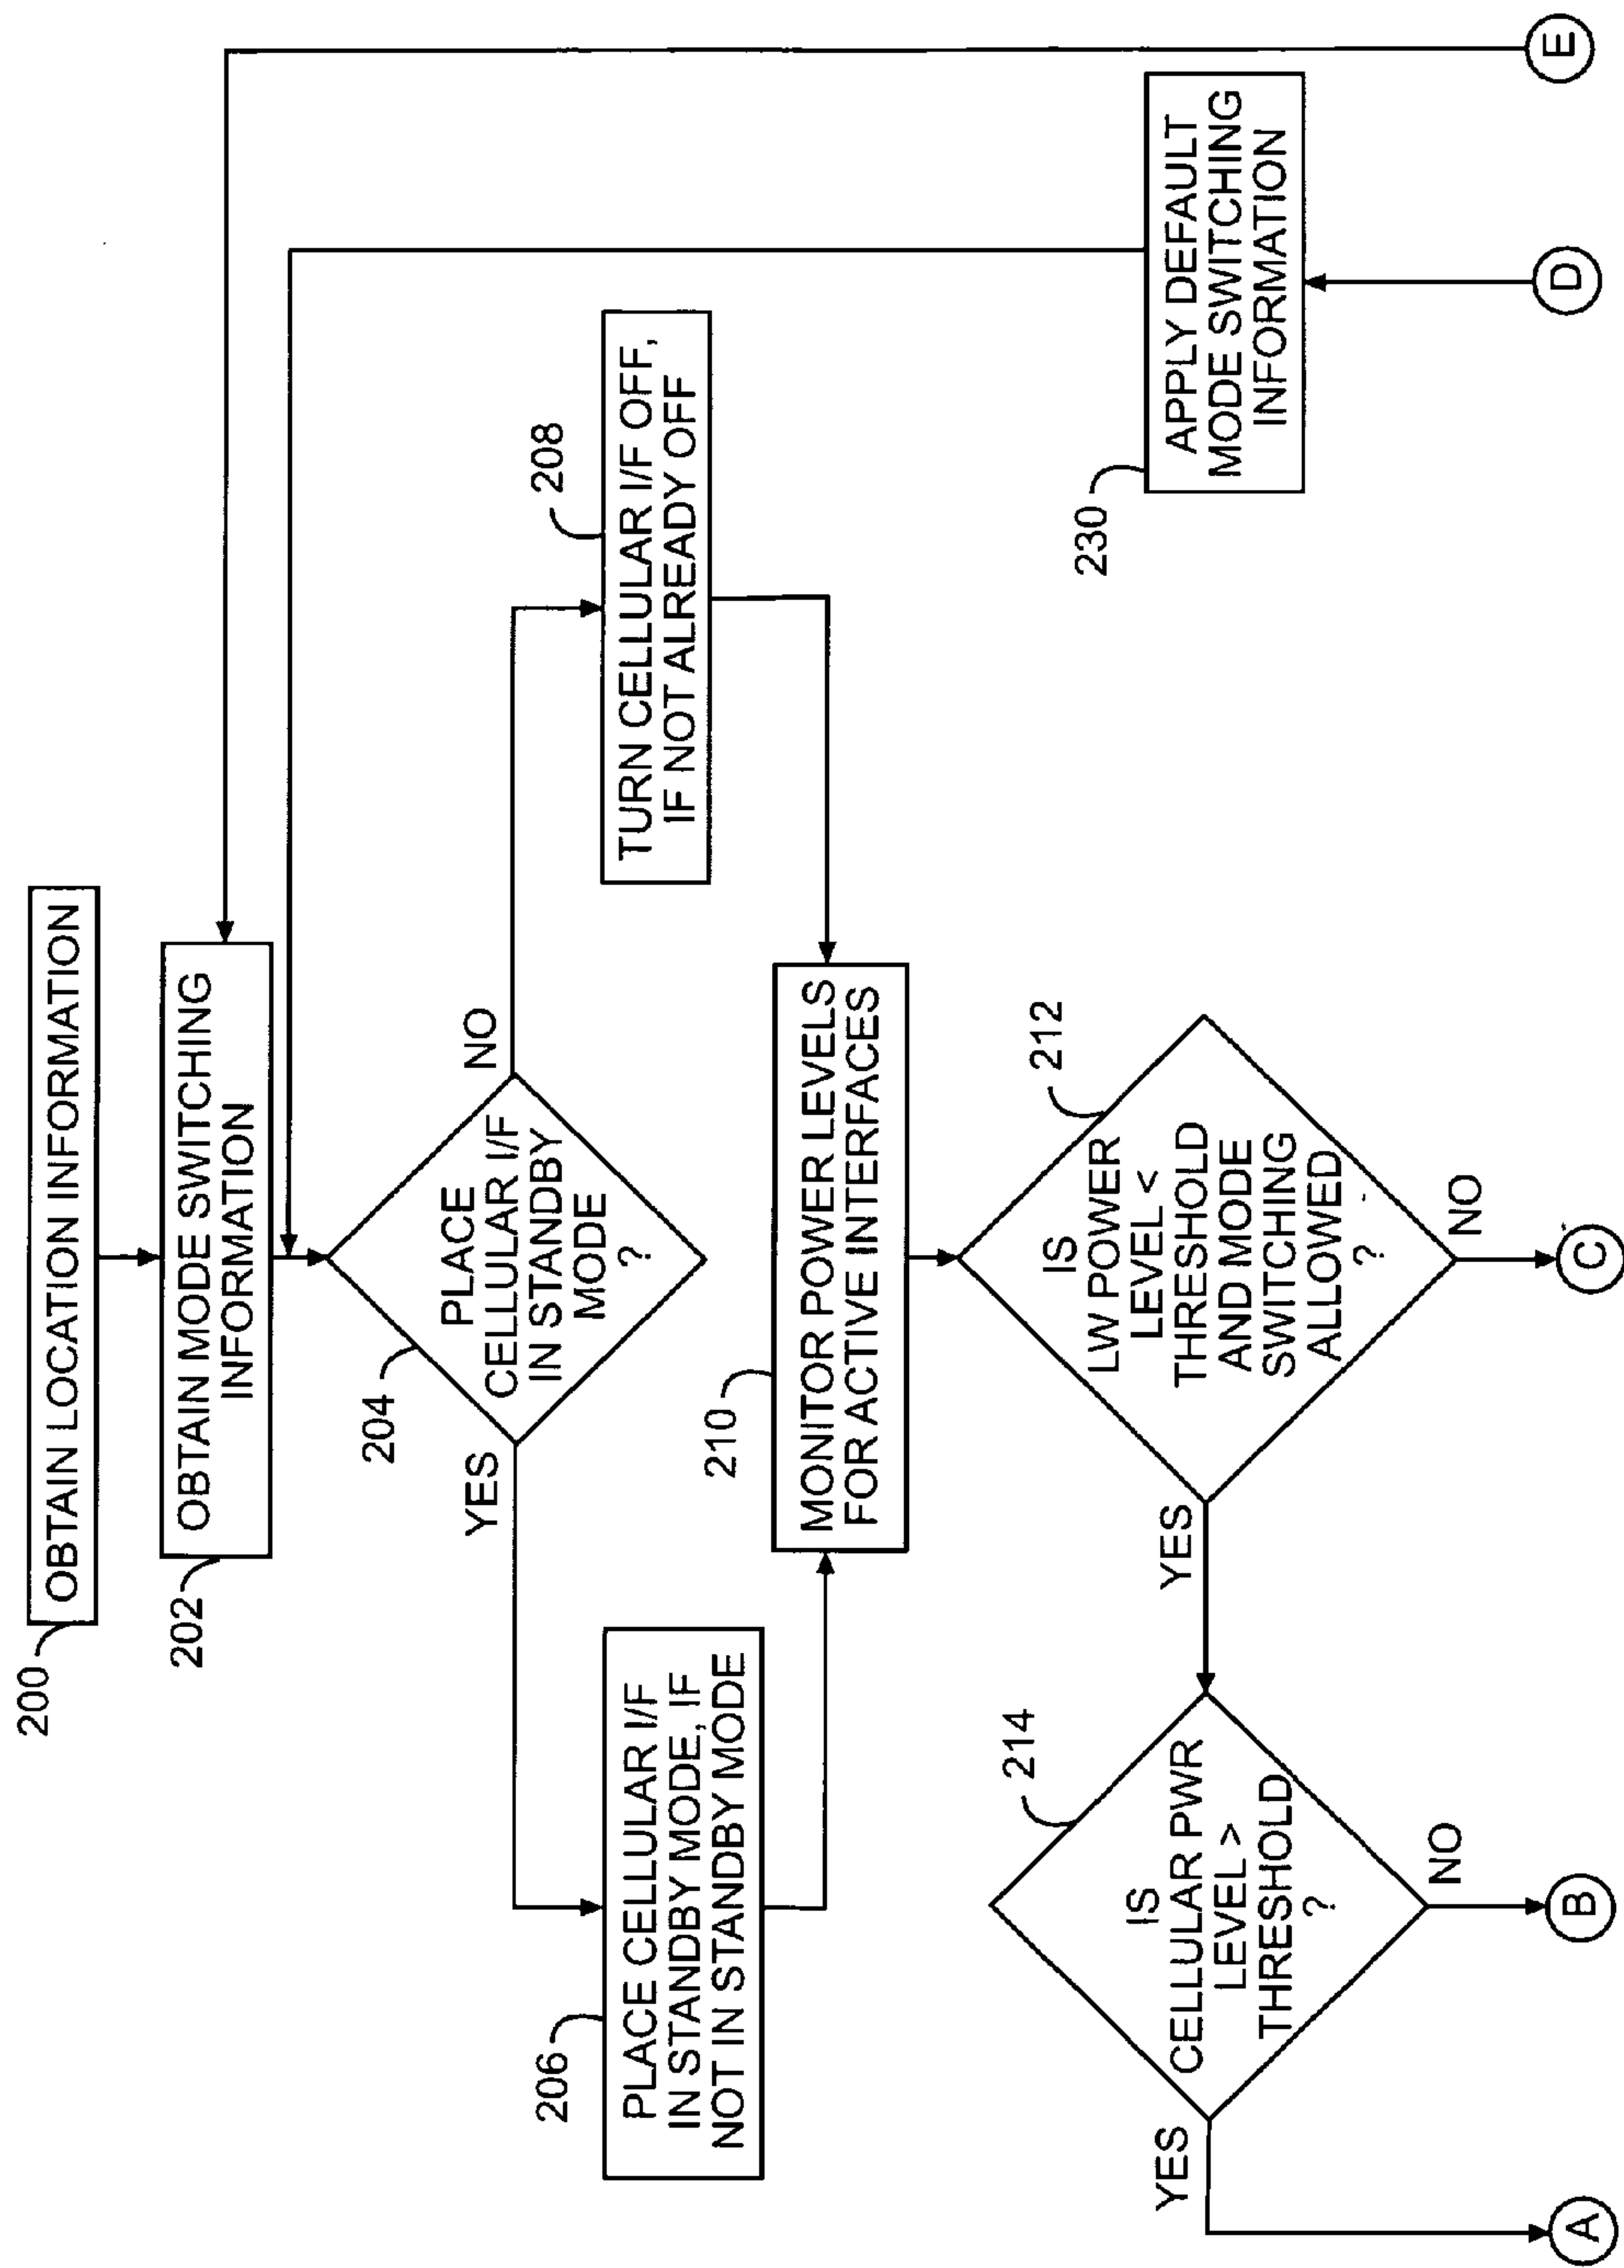 200
OBTAIN LOCATION INFORMATION
202
OBTAIN MODE SWITCHING
INFORMATION
204
PLACE
CELLULAR I/F
IN STANDBY
MODE
?
YES
NO
206
PLACE CELLULAR I/F
IN STANDBY MODE, IF
NOT IN STANDBY MODE
208
TURN CELLULAR I/F OFF,
IF NOT ALREADY OFF
210
MONITOR POWER LEVELS
FOR ACTIVE INTERFACES
212
IS
LW POWER
LEVEL <
THRESHOLD
AND MODE
SWITCHING
ALLOWED
?
YES
NO
214
IS
CELLULAR PWR
LEVEL >
THRESHOLD
?
YES
NO
230
APPLY DEFAULT
MODE SWITCHING
INFORMATION
A
B
C
D
E